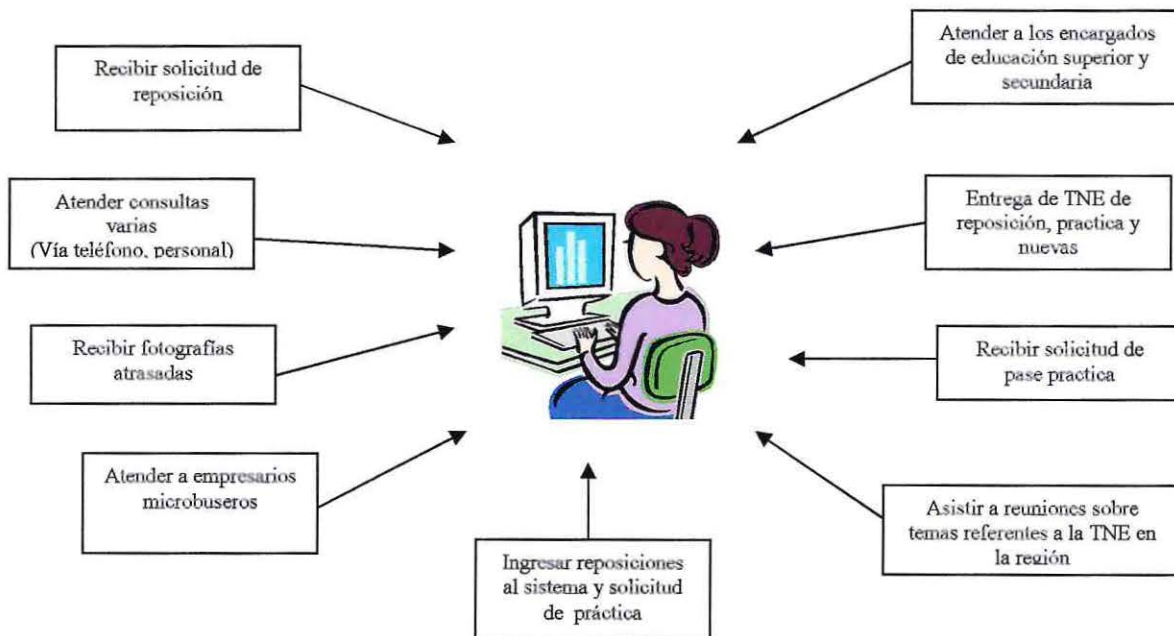 Recibir solicitud de
reposición
Atender a los encargados
de educación superior y
secundaria
Atender consultas
varias
(Vía teléfono, personal)
Entrega de TNE de
reposición, practica y
nuevas
Recibir fotografías
atrasadas
Recibir solicitud de
pase practica
Atender a empresarios
microbuseros
Asistir a reuniones sobre
temas referentes a la TNE en
la región
Ingresar reposiciones
al sistema y solicitud
de práctica